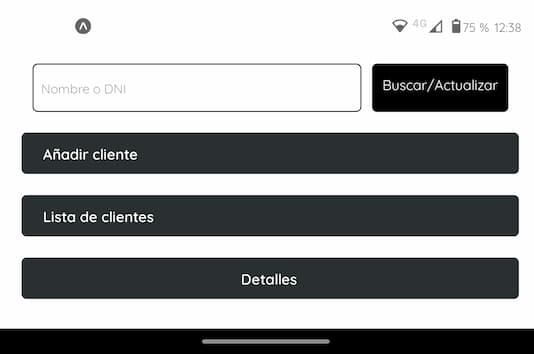 4G 75 % 12:38
Nombre o DNI
Buscar/Actualizar
Añadir cliente
Lista de clientes
Detalles